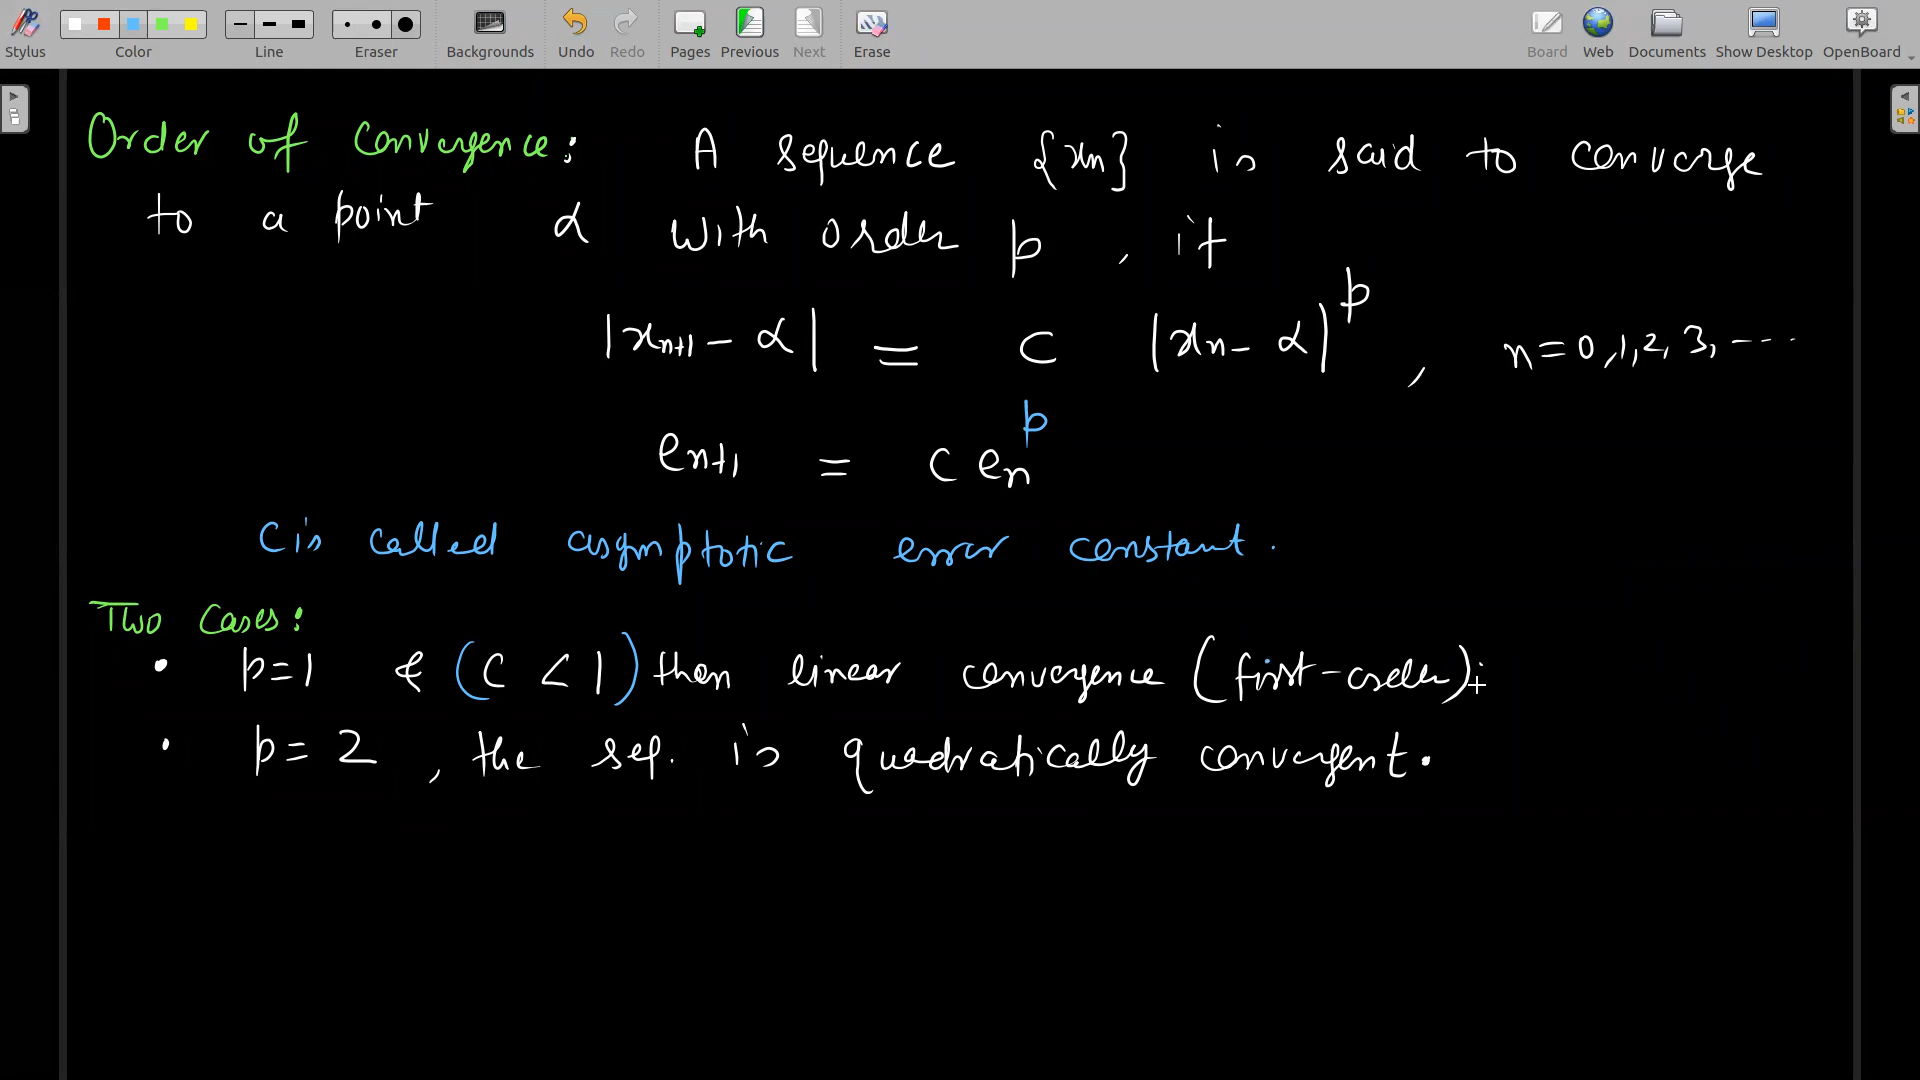 Stylus Color Line Eraser Backgrounds Undo Redo Pages Previous Next Erase Board Web Documents Show Desktop OpenBoard
Order of Convergence: A sequence {xn} is said to converge
to a point α with order p, if
|xn+1 - α| = C |xn - α|^p, n=0,1,2,3,----
en+1 = C en^p
C is called asymptotic error constant.
Two Cases:
• p=1 & (C < 1) then linear convergence (first-order);
• p=2, the seq. is quadratically convergent.